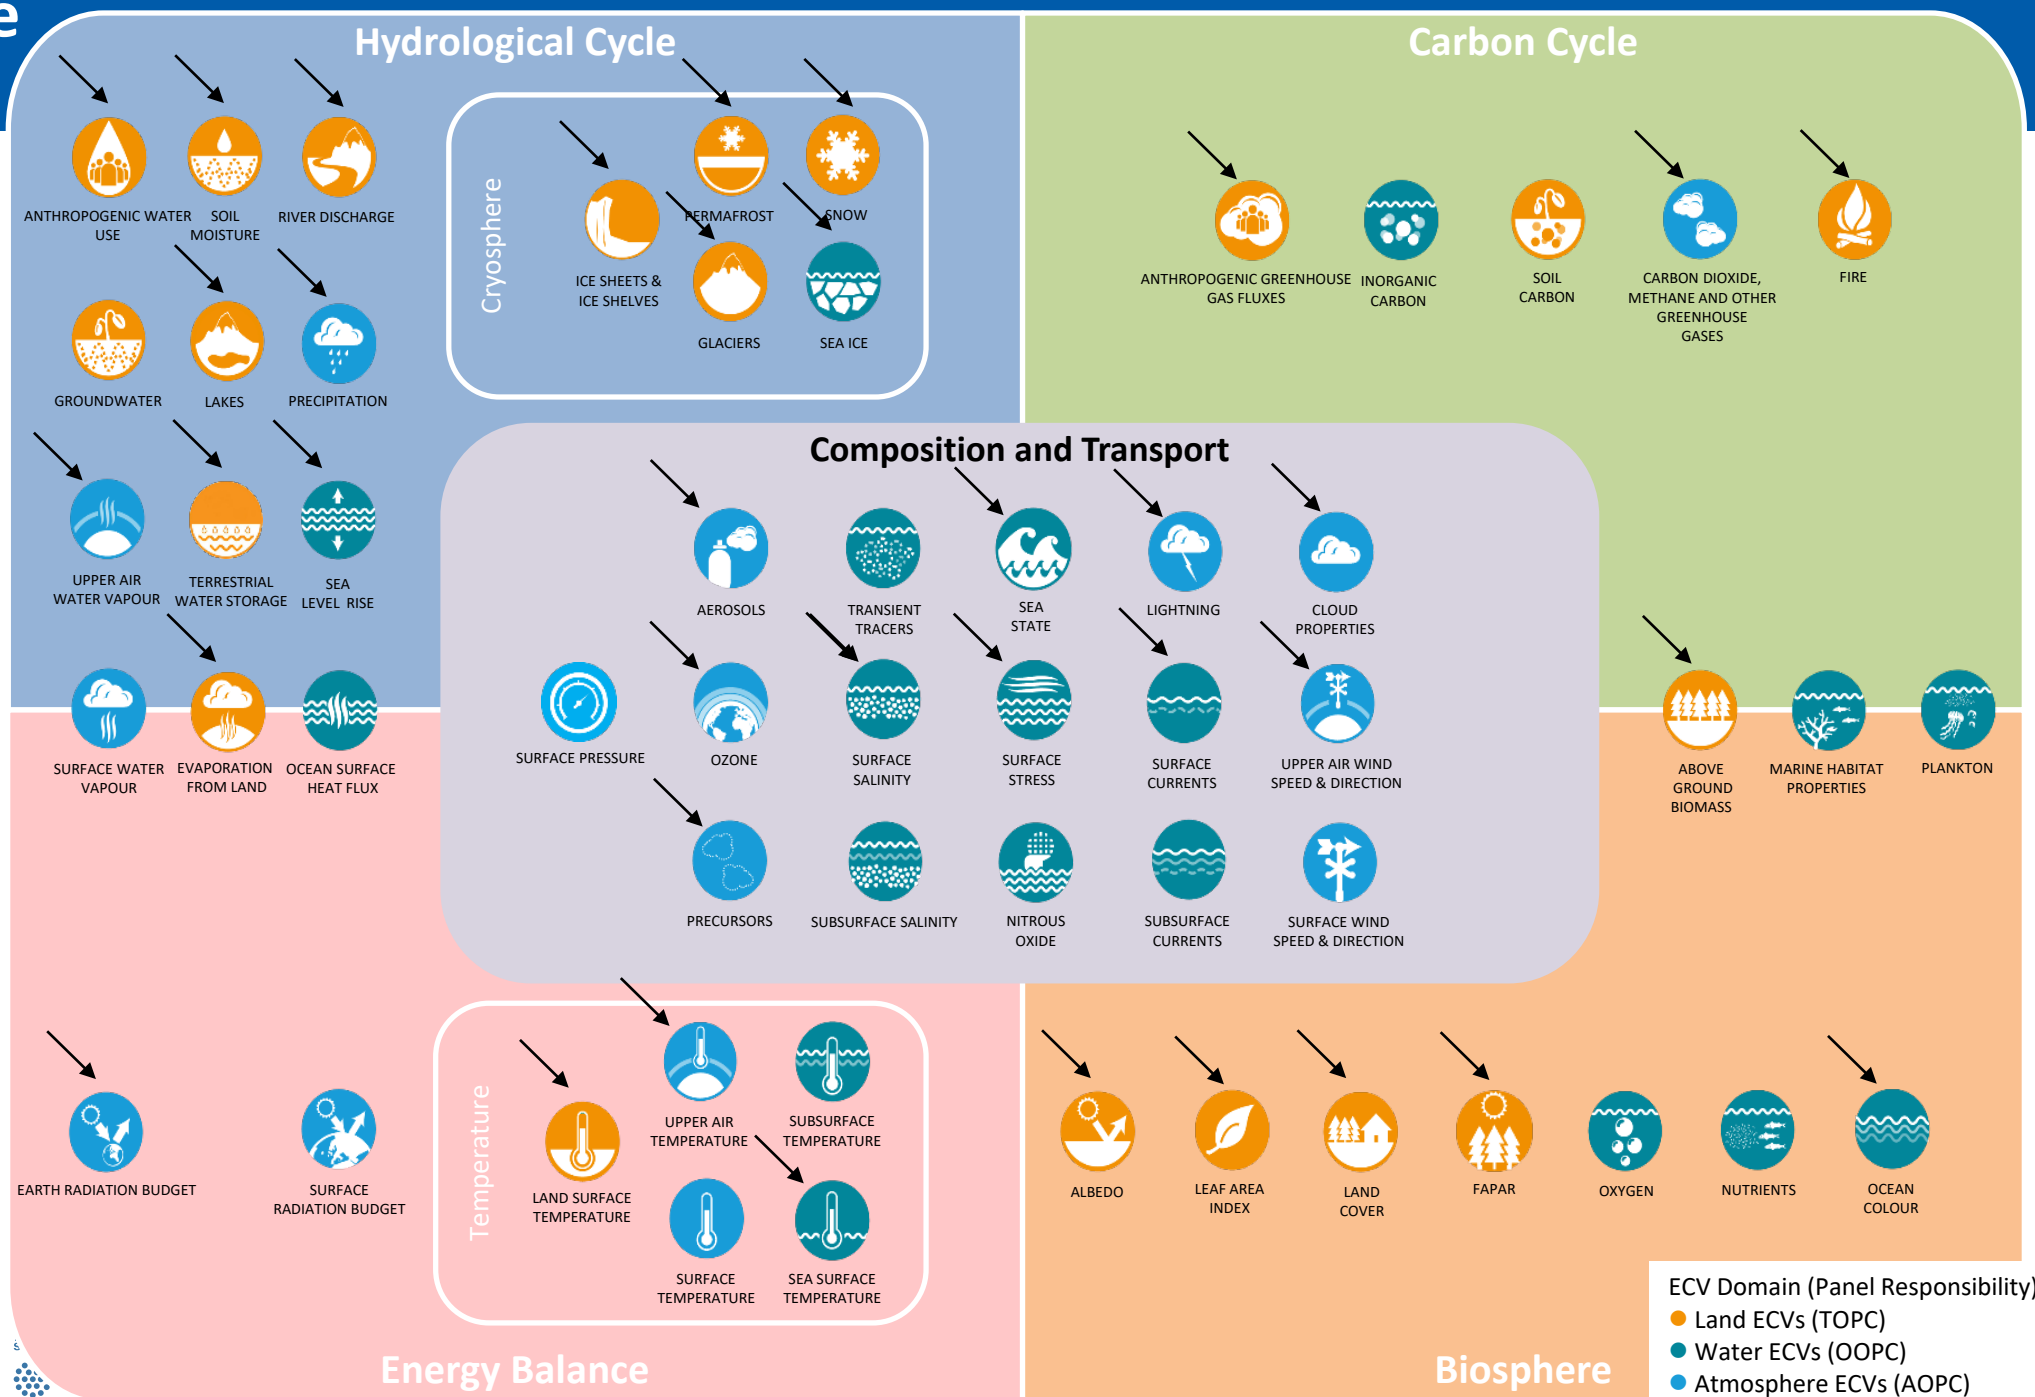 e
Hydrological Cycle
Carbon Cycle
ANTHROPOGENIC WATER
USE
SOIL
MOISTURE
RIVER DISCHARGE
Cryosphere
ICE SHEETS &
ICE SHELVES
PERMAFROST
SNOW
GLACIERS
SEA ICE
ANTHROPOGENIC GREENHOUSE
GAS FLUXES
INORGANIC
CARBON
SOIL
CARBON
CARBON DIOXIDE,
METHANE AND OTHER
GREENHOUSE
GASES
FIRE
GROUNDWATER
LAKES
PRECIPITATION
UPPER AIR
WATER VAPOUR
TERRESTRIAL
WATER STORAGE
SEA
LEVEL RISE
Composition and Transport
AEROSOLS
TRANSIENT
TRACERS
SEA
STATE
LIGHTNING
CLOUD
PROPERTIES
SURFACE WATER
VAPOUR
EVAPORATION
FROM LAND
OCEAN SURFACE
HEAT FLUX
SURFACE PRESSURE
OZONE
SURFACE
SALINITY
SURFACE
STRESS
SURFACE
CURRENTS
UPPER AIR WIND
SPEED & DIRECTION
ABOVE
GROUND
BIOMASS
MARINE HABITAT
PROPERTIES
PLANKTON
PRECURSORS
SUBSURFACE SALINITY
NITROUS
OXIDE
SUBSURFACE
CURRENTS
SURFACE WIND
SPEED & DIRECTION
EARTH RADIATION BUDGET
SURFACE
RADIATION BUDGET
Temperature
LAND SURFACE
TEMPERATURE
UPPER AIR
TEMPERATURE
SUBSURFACE
TEMPERATURE
SURFACE
TEMPERATURE
SEA SURFACE
TEMPERATURE
ALBEDO
LEAF AREA
INDEX
LAND
COVER
FAPAR
OXYGEN
NUTRIENTS
OCEAN
COLOUR
Energy Balance
Biosphere
ECV Domain (Panel Responsibility)
Land ECVs (TOPC)
Water ECVs (OOPC)
Atmosphere ECVs (AOPC)